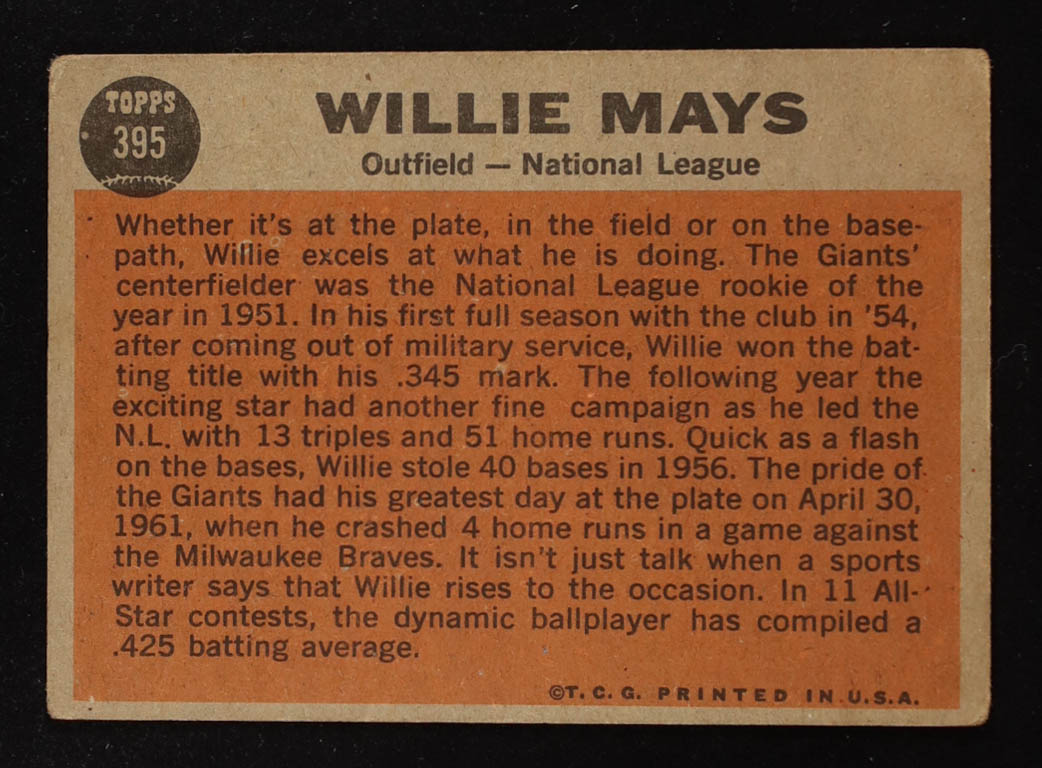 TOPPS
395
WILLIE MAYS
Outfield — National League
Whether it's at the plate, in the field or on the base-
path, Willie excels at what he is doing. The Giants'
centerfielder was the National League rookie of the
year in 1951. In his first full season with the club in '54,
after coming out of military service, Willie won the bat-
ting title with his .345 mark. The following year the
exciting star had another fine campaign as he led the
N.L. with 13 triples and 51 home runs. Quick as a flash
on the bases, Willie stole 40 bases in 1956. The pride of
the Giants had his greatest day at the plate on April 30,
1961, when he crashed 4 home runs in a game against
the Milwaukee Braves. It isn't just talk when a sports
writer says that Willie rises to the occasion. In 11 All-
Star contests, the dynamic ballplayer has compiled a
.425 batting average.
©T.C.G. PRINTED IN U.S.A.